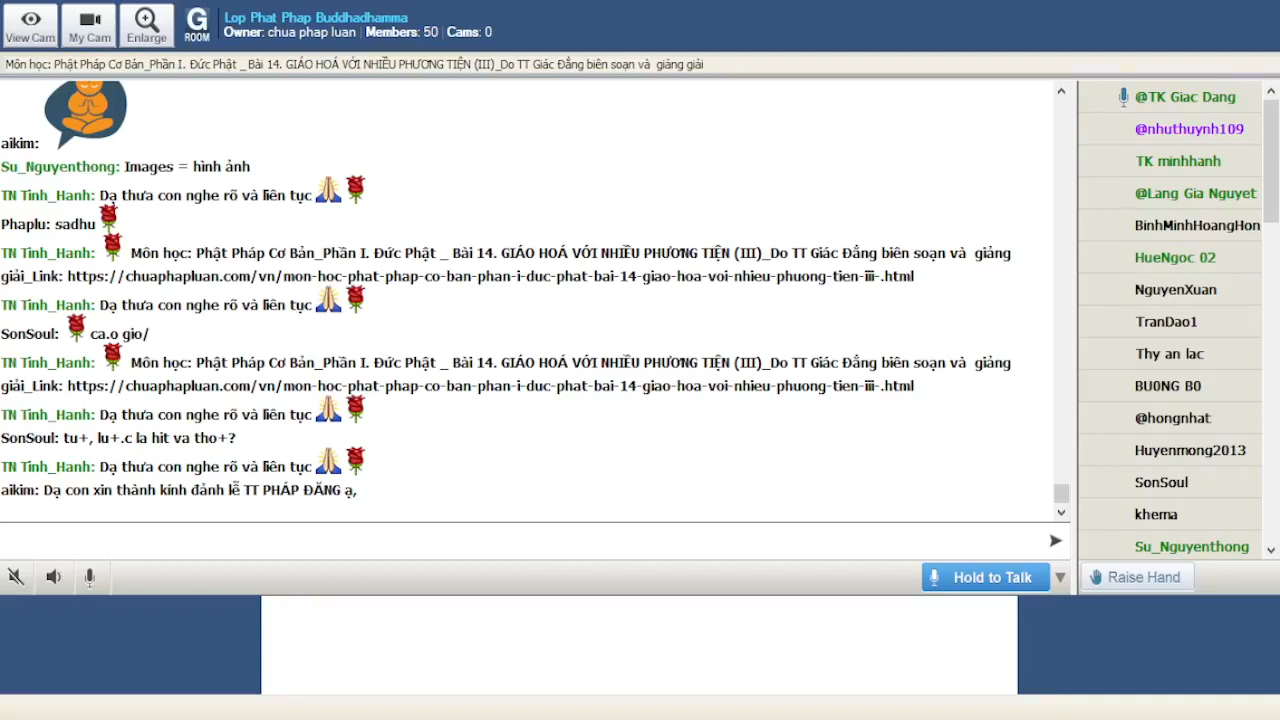 Lop Phat Phap Buddhadhamma
Owner: chua phap luan | Members: 50 | Cams: 0
View Cam
My Cam
Enlarge
G ROOM
Môn học: Phật Pháp Cơ Bản_Phần I. Đức Phật _ Bài 14. GIÁO HOÁ VỚI NHIỀU PHƯƠNG TIỆN (III)_Do TT Giác Đẳng biên soạn và  giảng giải
aikim:
Su_Nguyenthong: Images = hình ảnh
TN Tinh_Hanh: Dạ thưa con nghe rõ và liên tục
Phaplu: sadhu
TN Tinh_Hanh: Môn học: Phật Pháp Cơ Bản_Phần I. Đức Phật _ Bài 14. GIÁO HOÁ VỚI NHIỀU PHƯƠNG TIỆN (III)_Do TT Giác Đẳng biên soạn và  giảng
giải_Link: https://chuaphapluan.com/vn/mon-hoc-phat-phap-co-ban-phan-i-duc-phat-bai-14-giao-hoa-voi-nhieu-phuong-tien-iii-.html
TN Tinh_Hanh: Dạ thưa con nghe rõ và liên tục
SonSoul: ca.o gio/
TN Tinh_Hanh: Môn học: Phật Pháp Cơ Bản_Phần I. Đức Phật _ Bài 14. GIÁO HOÁ VỚI NHIỀU PHƯƠNG TIỆN (III)_Do TT Giác Đẳng biên soạn và  giảng
giải_Link: https://chuaphapluan.com/vn/mon-hoc-phat-phap-co-ban-phan-i-duc-phat-bai-14-giao-hoa-voi-nhieu-phuong-tien-iii-.html
TN Tinh_Hanh: Dạ thưa con nghe rõ và liên tục
SonSoul: tu+, lu+.c la hit va tho+?
TN Tinh_Hanh: Dạ thưa con nghe rõ và liên tục
aikim: Dạ con xin thành kính đảnh lễ TT PHÁP ĐĂNG ạ,
@TK Giac Dang
@nhuthuynh109
TK minhhanh
@Lang Gia Nguyet
BinhMinhHoangHon
HueNgoc 02
NguyenXuan
TranDao1
Thy an lac
BU0NG B0
@hongnhat
Huyenmong2013
SonSoul
khema
Su_Nguyenthong
Hold to Talk
Raise Hand